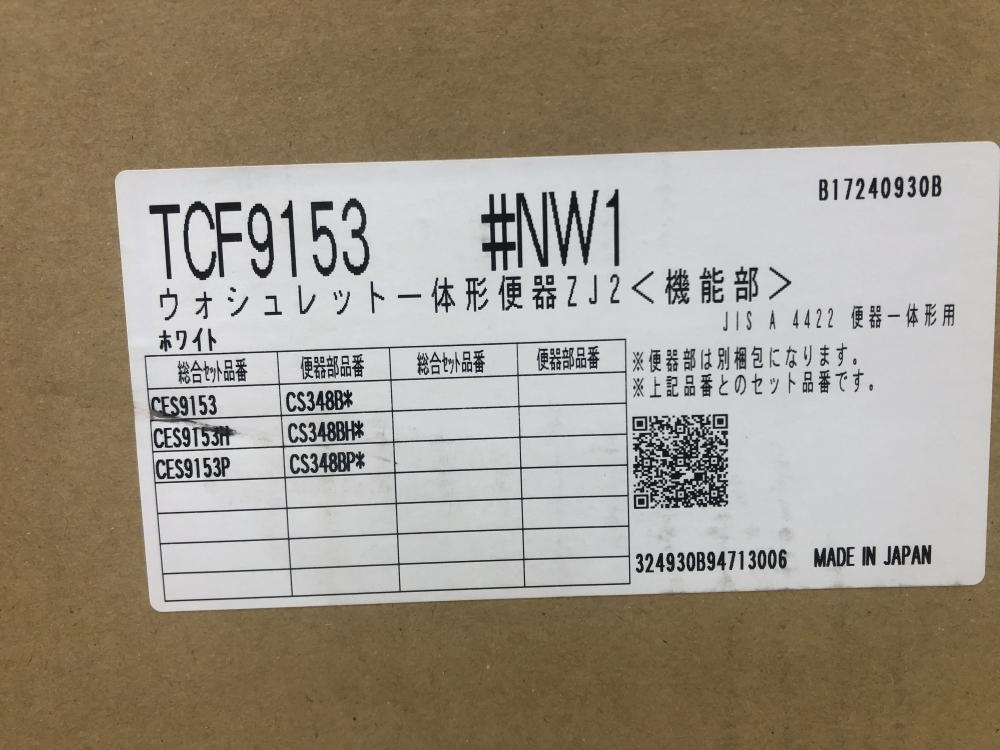 B17240930B
TCF9153 #NW1
ウォシュレット一体形便器ZJ2＜機能部＞
JIS A 4422 便器一体形用
ホワイト
総合セット品番 便器部品番 総合セット品番 便器部品番
CES9153 CS348B*
CES9153H CS348BH*
CES9153P CS348BP*
※便器部は別梱包になります。
※上記品番とのセット品番です。
324930B94713006 MADE IN JAPAN